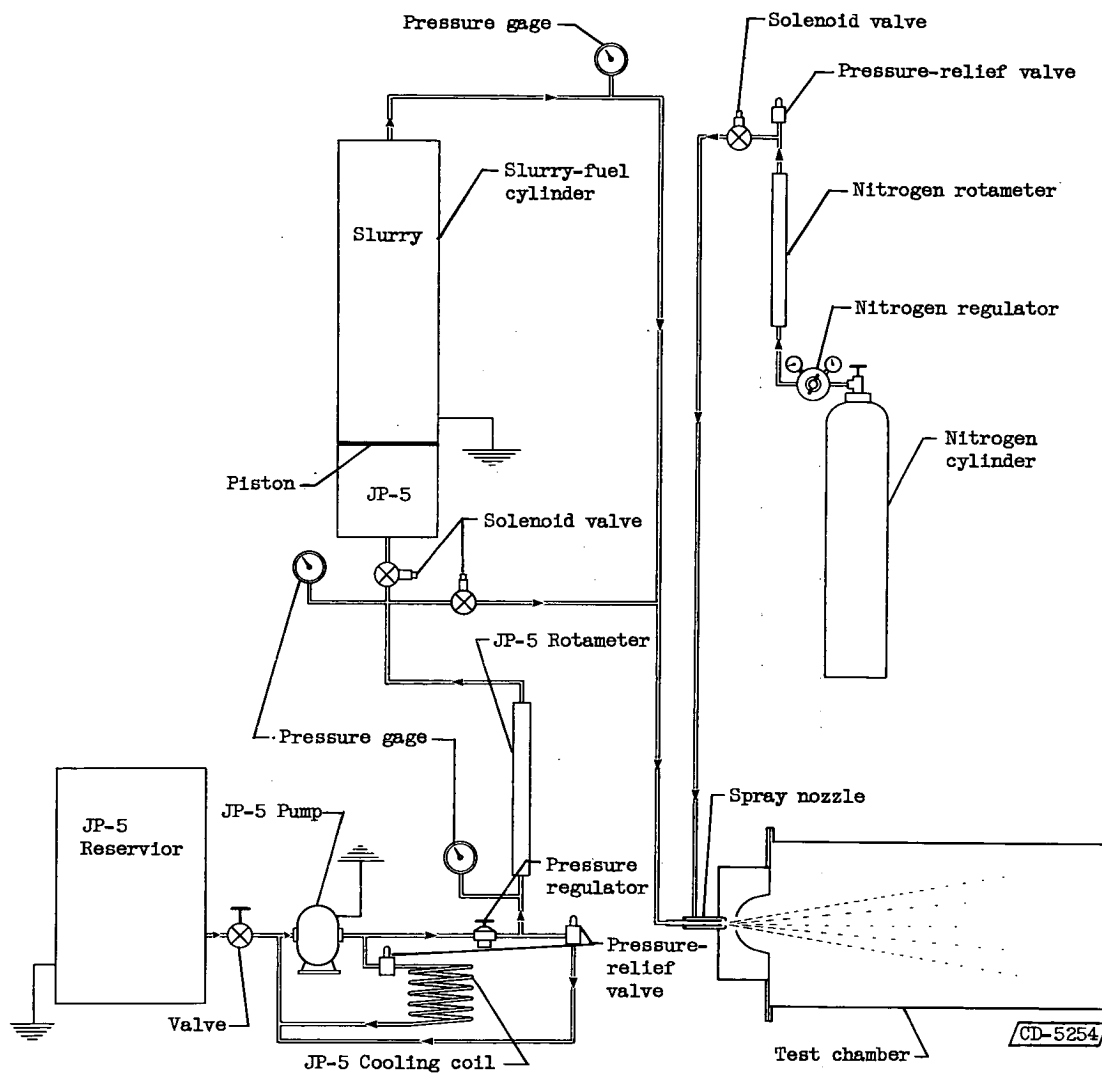 Pressure gage
Solenoid valve
Pressure-relief valve
Slurry-fuel
cylinder
Slurry
Nitrogen rotameter
Nitrogen regulator
Nitrogen
cylinder
Piston
JP-5
Solenoid valve
JP-5 Rotameter
Pressure gage
Spray nozzle
JP-5 Pump
JP-5
Reservior
Pressure
regulator
Pressure-
relief
valve
Valve
JP-5 Cooling coil
Test chamber
CD-5254